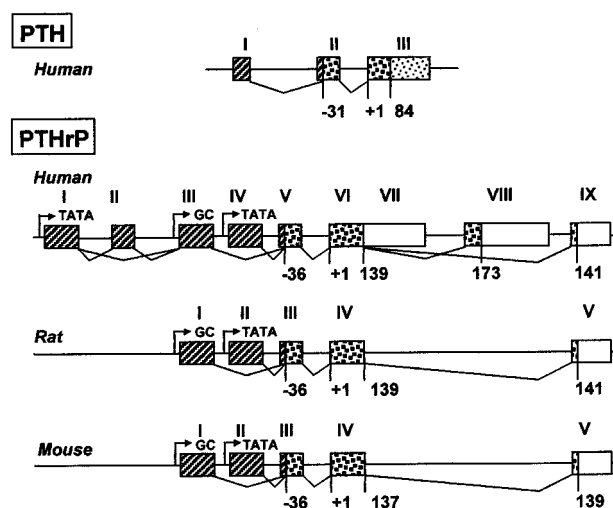 PTH
I II III
Human
-31 +1 84
PTHrP
Human
I II III IV V VI VII VIII IX
TATA GC TATA
-36 +1 139 173 141
I II III IV V
Rat
GC TATA
-36 +1 139 141
I II III IV V
Mouse
GC TATA
-36 +1 137 139